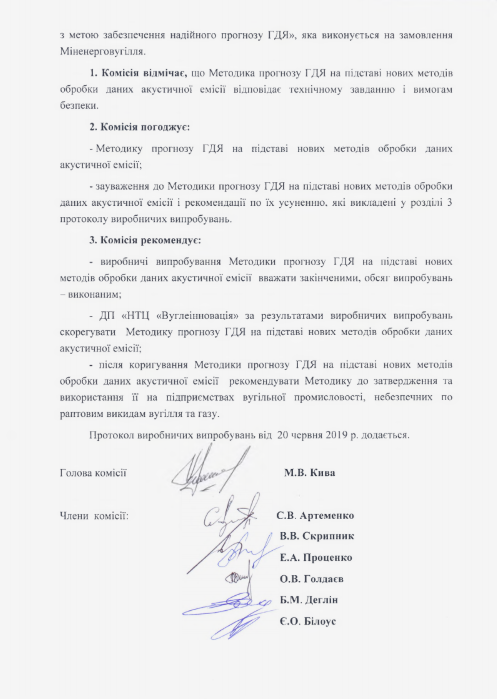 з метою забезпечення надійного прогнозу ГДЯ», яка виконується на замовлення
Міненерговугілля.
1. Комісія відмічає, що Методика прогнозу ГДЯ на підставі нових методів
обробки даних акустичної емісії відповідає технічному завданню і вимогам
безпеки.
2. Комісія погоджує:
- Методику прогнозу ГДЯ на підставі нових методів обробки даних
акустичної емісії;
- зауваження до Методики прогнозу ГДЯ на підставі нових методів обробки
даних акустичної емісії і рекомендації по їх усуненню, які викладені у розділі 3
протоколу виробничих випробувань.
3. Комісія рекомендує:
- виробничі випробування Методики прогнозу ГДЯ на підставі нових
методів обробки даних акустичної емісії вважати закінченими, обсяг випробувань
– виконаним;
- ДП «НТЦ «Вуглеінновація» за результатами виробничих випробувань
скорегувати Методику прогнозу ГДЯ на підставі нових методів обробки даних
акустичної емісії;
- після коригування Методики прогнозу ГДЯ на підставі нових методів
обробки даних акустичної емісії рекомендувати Методику до затвердження та
використання її на підприємствах вугільної промисловості, небезпечних по
раптовим викидам вугілля та газу.
Протокол виробничих випробувань від 20 червня 2019 р. додається.
Голова комісії М.В. Кива
Члени комісії: С.В. Артеменко
В.В. Скрипник
Е.А. Проценко
О.В. Голдаєв
Б.М. Деглін
Є.О. Білоус